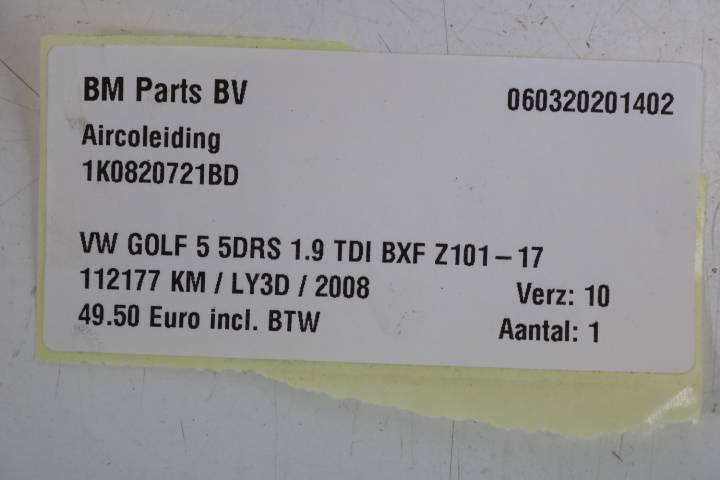 BM Parts BV 060320201402
Aircoleiding
1K0820721BD
VW GOLF 5 5DRS 1.9 TDI BXF Z101-17
112177 KM / LY3D / 2008 Verz: 10
49.50 Euro incl. BTW Aantal: 1